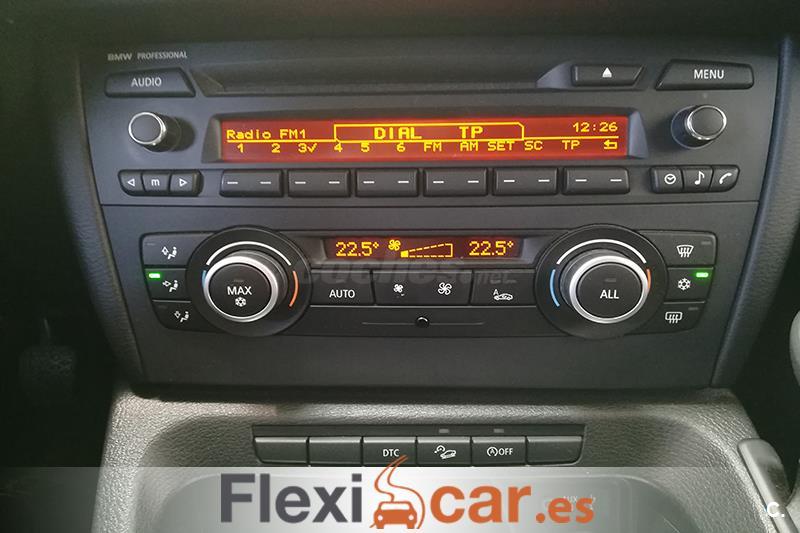 BMW PROFESSIONAL
AUDIO
MENU
Radio FM1 DIAL TP 12:26
1 2 3✓ 4 5 6 FM AM SET SC TP
m
22.5° 22.5°
MAX
AUTO
A
ALL
DTC
OFF
AUX
Flexicar.es
c.